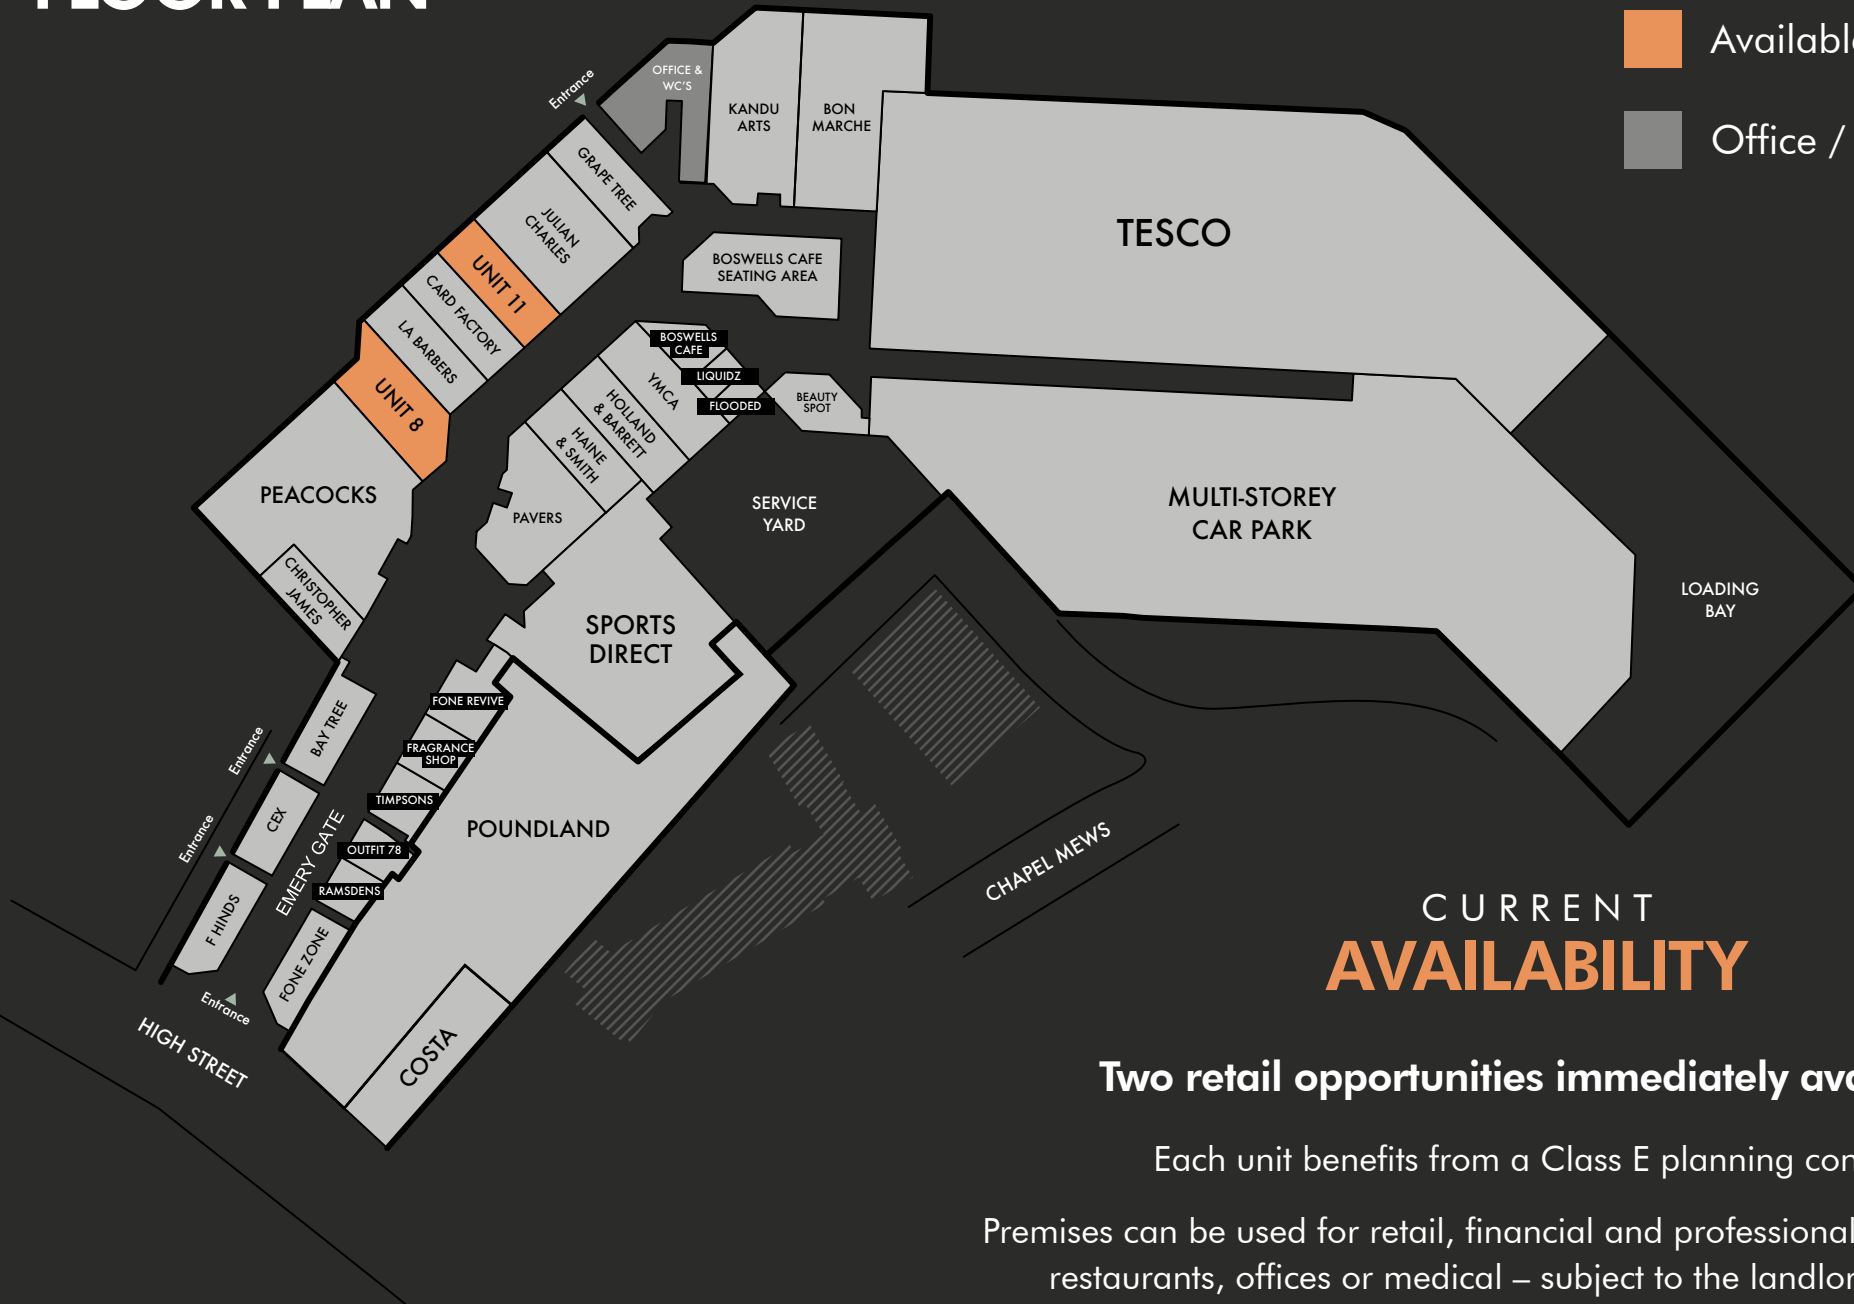 FLOOR PLAN
Office /
Entrance
OFFICE &
WC'S
KANDU
ARTS
BON
MARCHE
TESCO
GRAPE TREE
JULIAN
CHARLES
UNIT 11
CARD FACTORY
LA BARBERS
UNIT 8
BOSWELLS CAFE
SEATING AREA
BOSWELLS
CAFE
LIQUIDZ
FLOODED
BEAUTY
SPOT
YMCA
HOLLAND
& BARRETT
HAINE
& SMITH
PAVERS
PEACOCKS
CHRISTOPHER
JAMES
SERVICE
YARD
MULTI-STOREY
CAR PARK
LOADING
BAY
SPORTS
DIRECT
FONE REVIVE
FRAGRANCE
SHOP
TIMPSONS
OUTFIT 78
RAMSDENS
FONE ZONE
POUNDLAND
COSTA
BAY TREE
CEX
F HINDS
EMERY GATE
Entrance
Entrance
Entrance
HIGH STREET
CHAPEL MEWS
CURRENT
AVAILABILITY
Two retail opportunities immediately
Each unit benefits from a Class E planning
Premises can be used for retail, financial and professional
restaurants, offices or medical – subject to the